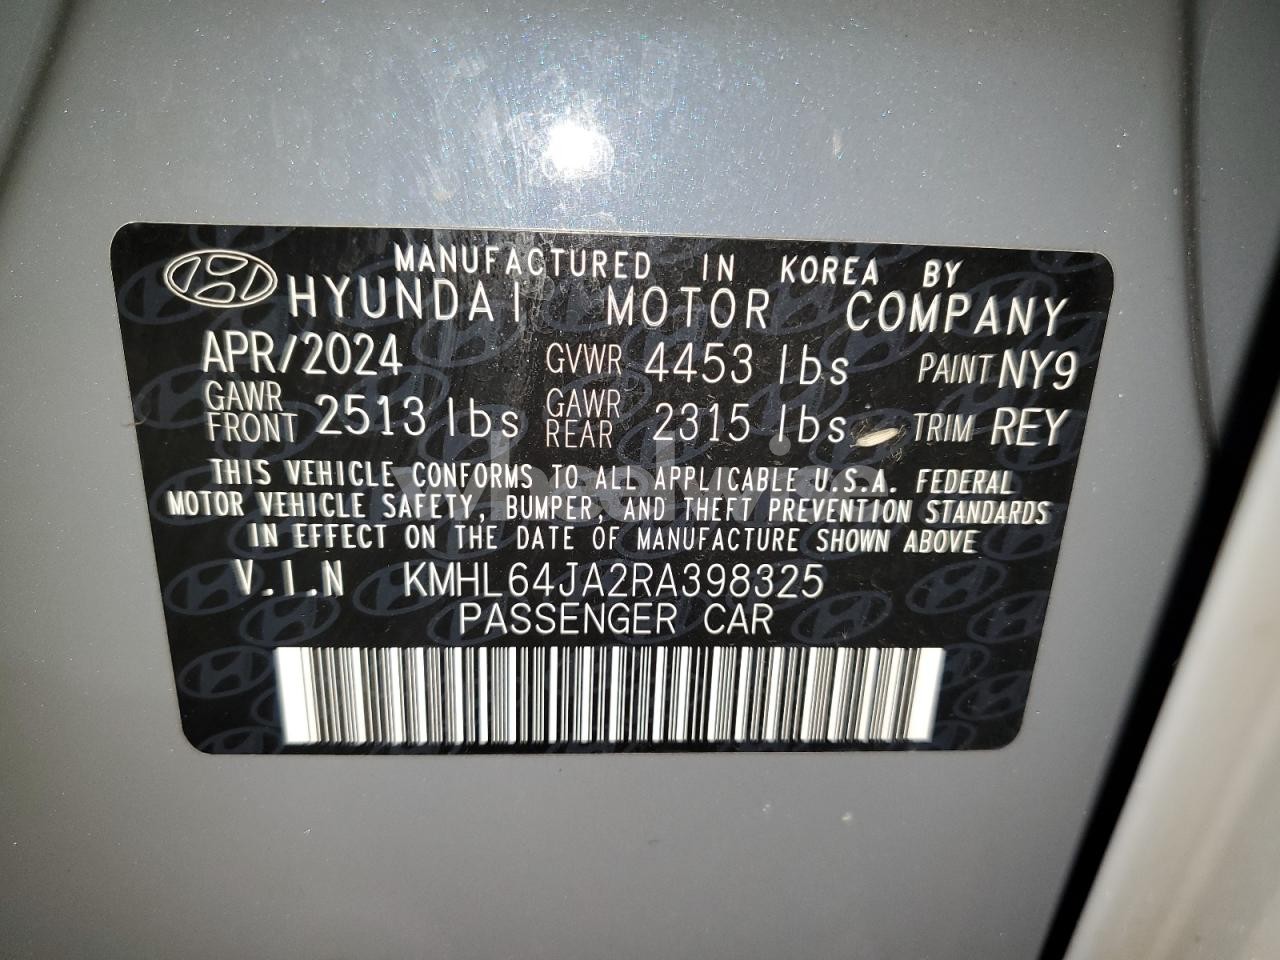 MANUFACTURED IN KOREA BY
HYUNDAI MOTOR COMPANY
APR/2024 GVWR 4453 lbs PAINT NY9
GAWR FRONT 2513 lbs GAWR REAR 2315 lbs TRIM REY
THIS VEHICLE CONFORMS TO ALL APPLICABLE U.S.A. FEDERAL
MOTOR VEHICLE SAFETY, BUMPER, AND THEFT PREVENTION STANDARDS
IN EFFECT ON THE DATE OF MANUFACTURE SHOWN ABOVE
V.I.N KMHL64JA2RA398325
PASSENGER CAR